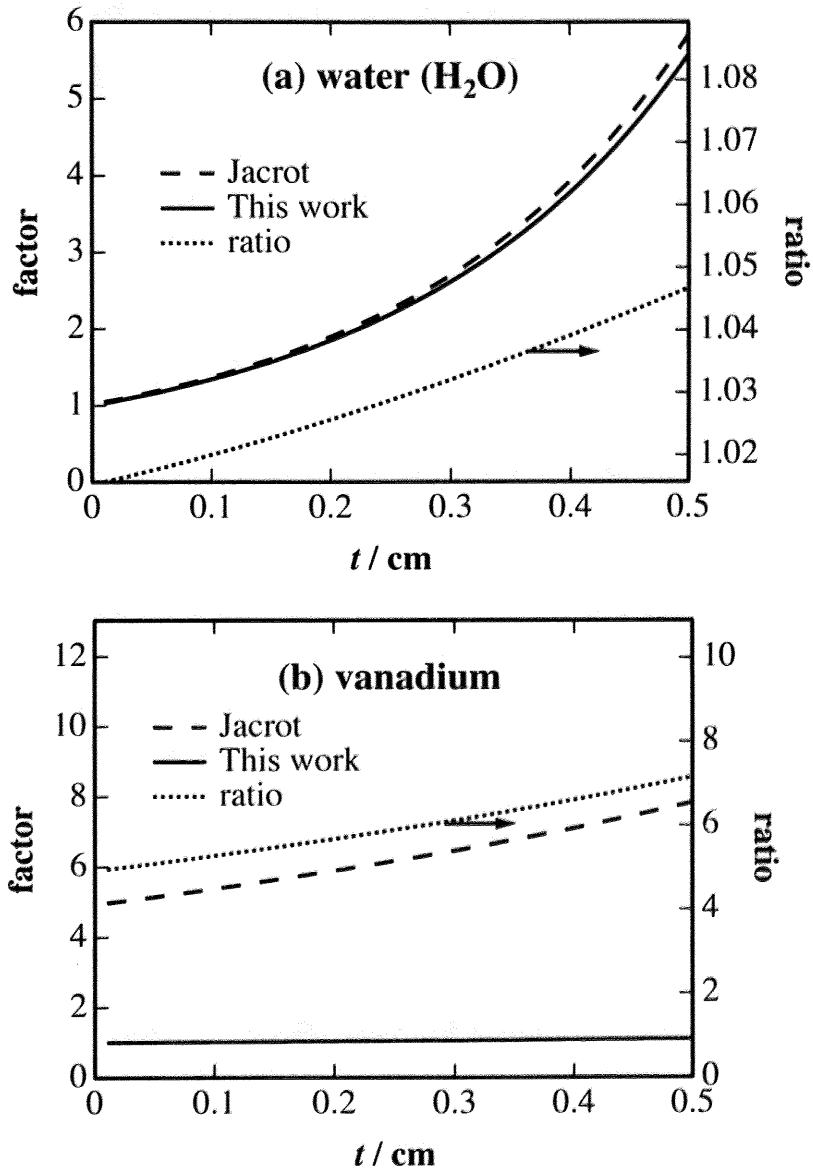 (a) water (H₂O)
Jacrot
This work
ratio
factor
6
5
4
3
2
1
0
ratio
1.08
1.07
1.06
1.05
1.04
1.03
1.02
0 0.1 0.2 0.3 0.4 0.5
t / cm
(b) vanadium
Jacrot
This work
ratio
factor
12
10
8
6
4
2
0
ratio
10
8
6
4
2
0
0 0.1 0.2 0.3 0.4 0.5
t / cm